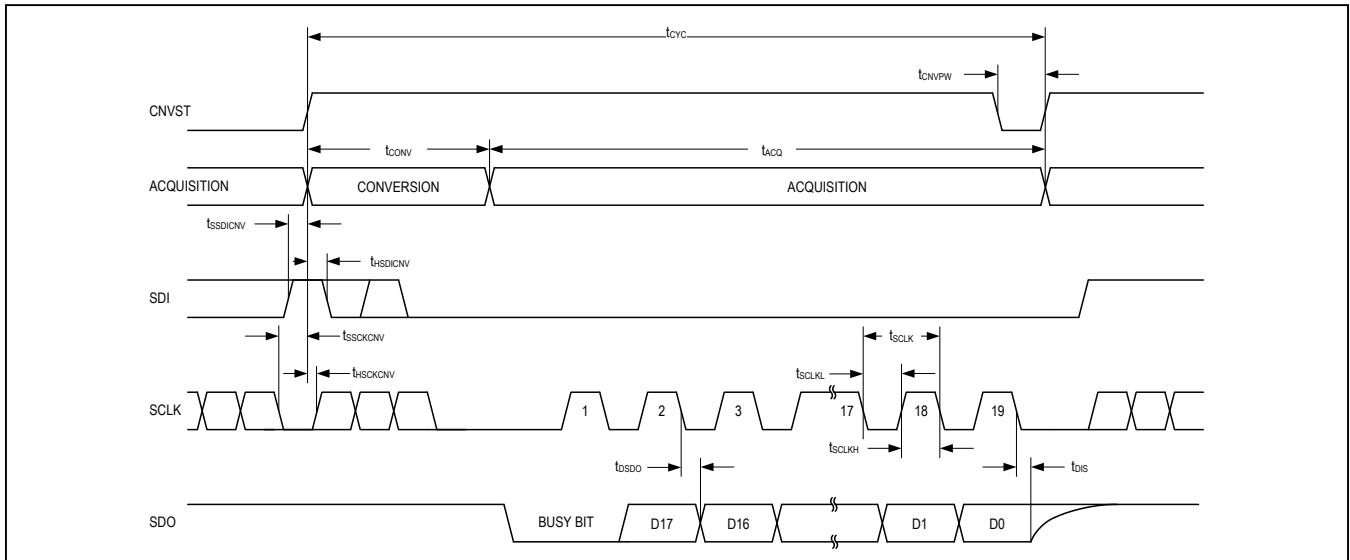 tCYC
tCNVPW
CNVST
tCONV
tACQ
ACQUISITION
CONVERSION
ACQUISITION
tSSDICNV
tHSDICNV
SDI
tSSCKCNV
tSCLK
tHSCKCNV
tSCLKL
SCLK
1
2
3
17
18
19
tSCLKH
tDSDO
tDIS
SDO
BUSY BIT
D17
D16
D1
D0